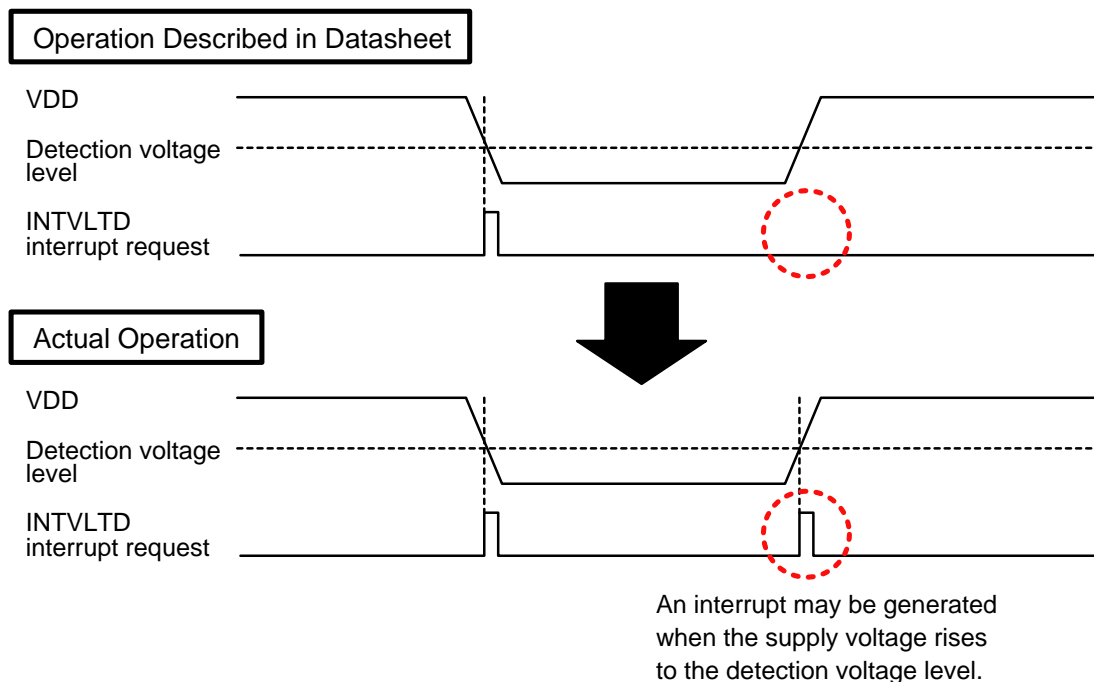 Operation Described in Datasheet
VDD
Detection voltage
level
INTVLTD
interrupt request
Actual Operation
VDD
Detection voltage
level
INTVLTD
interrupt request
An interrupt may be generated
when the supply voltage rises
to the detection voltage level.